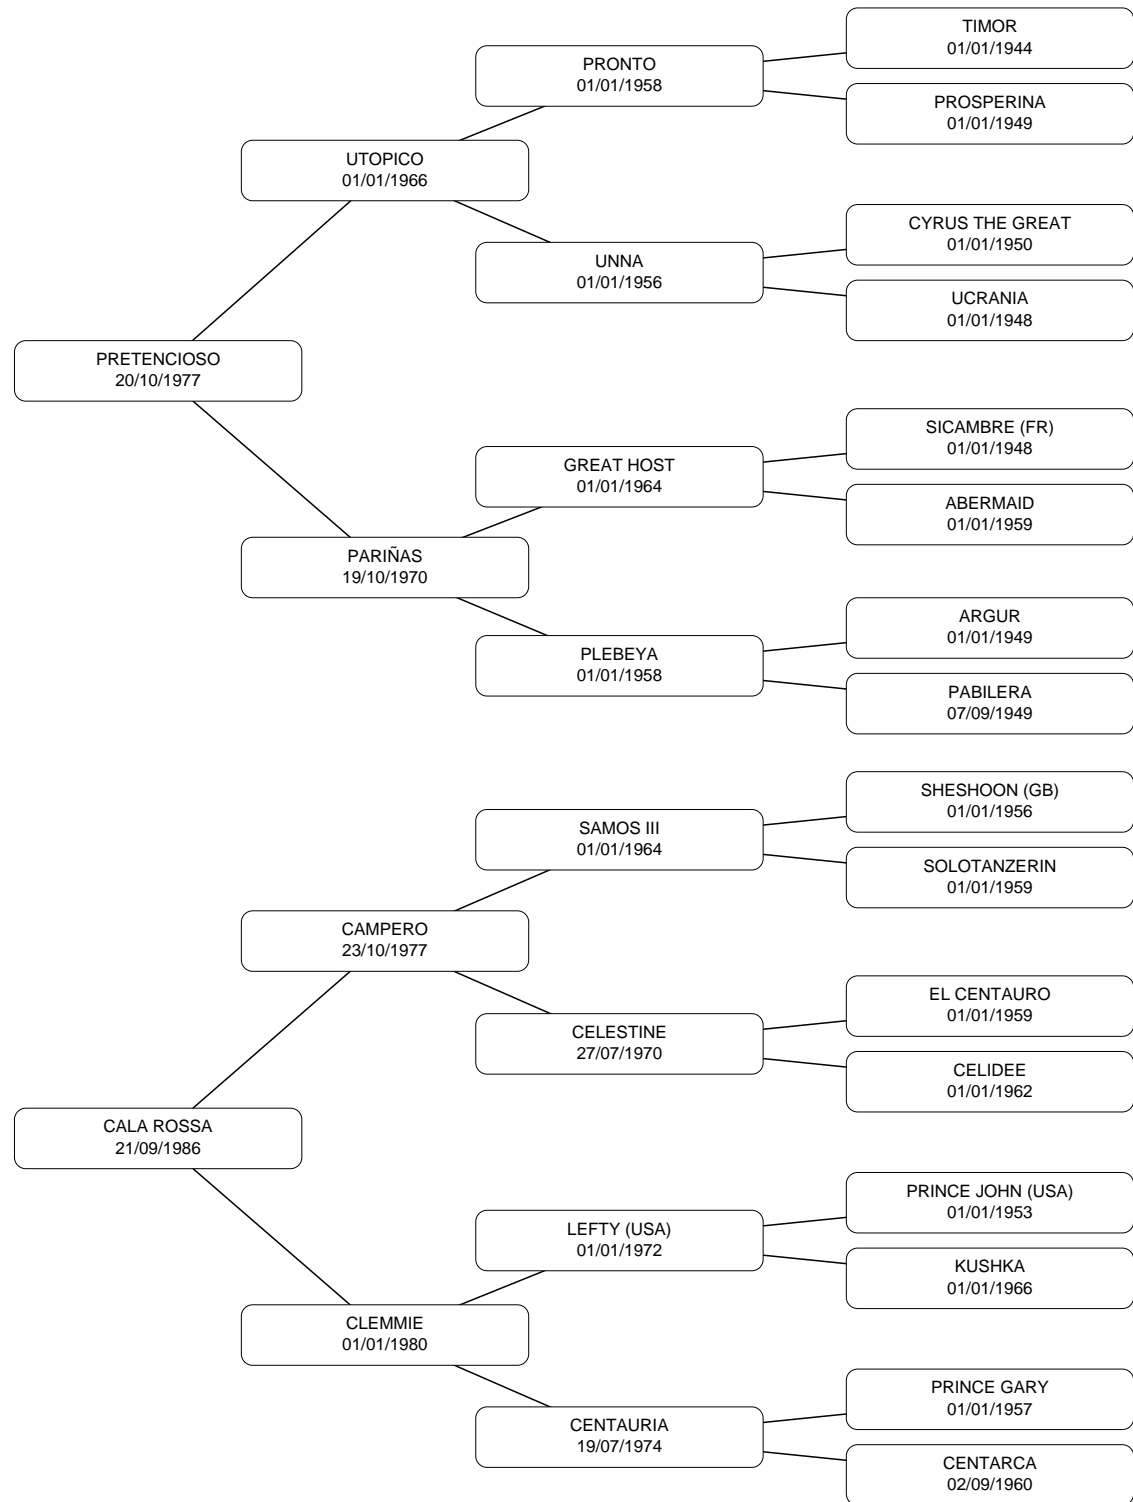 TIMOR
01/01/1944
PRONTO
01/01/1958
PROSPERINA
01/01/1949
UTOPICO
01/01/1966
CYRUS THE GREAT
01/01/1950
UNNA
01/01/1956
UCRANIA
01/01/1948
PRETENCIOSO
20/10/1977
SICAMBRE (FR)
01/01/1948
GREAT HOST
01/01/1964
ABERMAID
01/01/1959
PARIÑAS
19/10/1970
ARGUR
01/01/1949
PLEBEYA
01/01/1958
PABILERA
07/09/1949
SHESHOON (GB)
01/01/1956
SAMOS III
01/01/1964
SOLOTANZERIN
01/01/1959
CAMPERO
23/10/1977
EL CENTAURO
01/01/1959
CELESTINE
27/07/1970
CELIDEE
01/01/1962
CALA ROSSA
21/09/1986
PRINCE JOHN (USA)
01/01/1953
LEFTY (USA)
01/01/1972
KUSHKA
01/01/1966
CLEMMIE
01/01/1980
PRINCE GARY
01/01/1957
CENTAURIA
19/07/1974
CENTARCA
02/09/1960